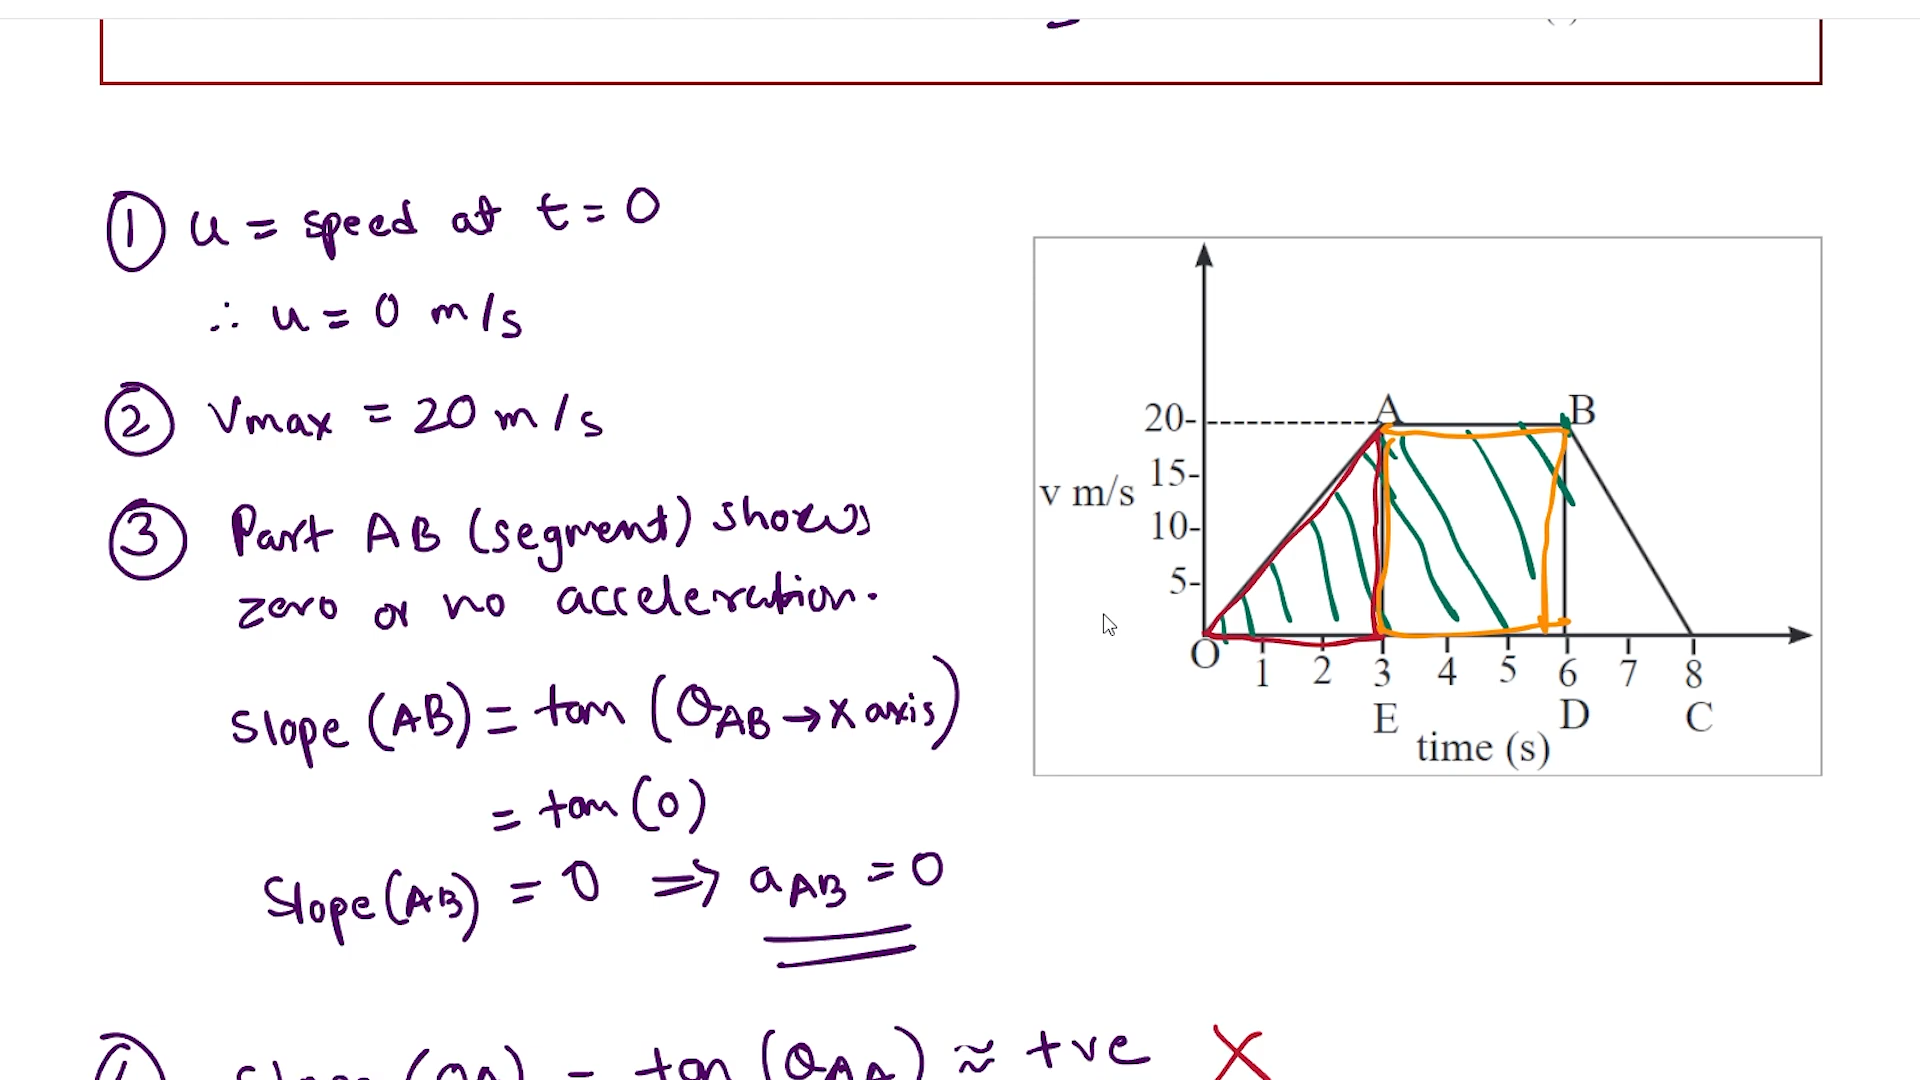 ① u = speed at t = 0
∴ u = 0 m/s
② Vmax = 20 m/s
③ Part AB (segment) shows
zero or no acceleration.
Slope (AB) = tan (θAB → x axis)
= tan (0)
Slope (AB) = 0 ⇒ aAB = 0
= tan (θ ) ≈ +ve X
A B
20-
15-
v m/s
10-
5-
O 1 2 3 4 5 6 7 8
E D C
time (s)